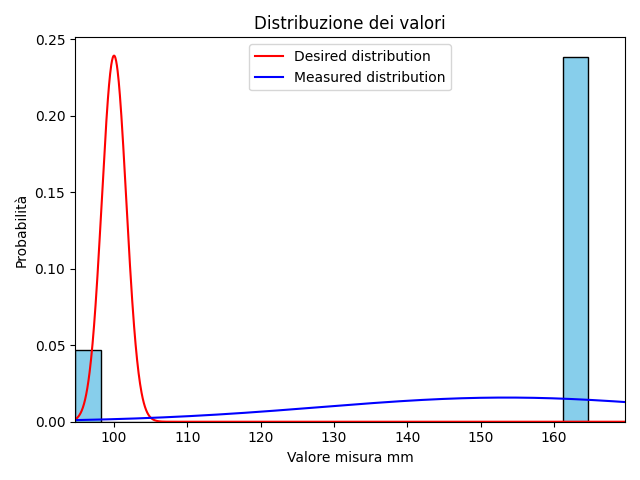 Distribuzione dei valori
Desired distribution
Measured distribution
0.25
0.20
0.15
0.10
0.05
0.00
Probabilità
100 110 120 130 140 150 160
Valore misura mm